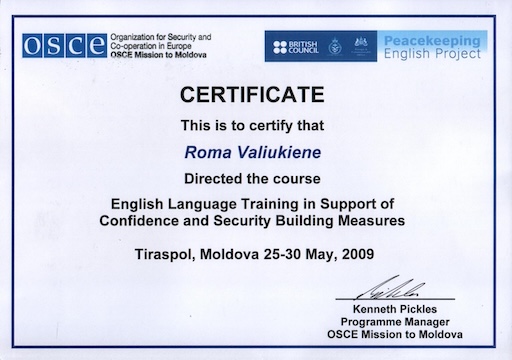 osce
Organization for Security and
Co-operation in Europe
OSCE Mission to Moldova
BRITISH
COUNCIL
Peacekeeping
English Project
CERTIFICATE
This is to certify that
Roma Valiukiene
Directed the course
English Language Training in Support of
Confidence and Security Building Measures
Tiraspol, Moldova 25-30 May, 2009
Kenneth Pickles
Programme Manager
OSCE Mission to Moldova